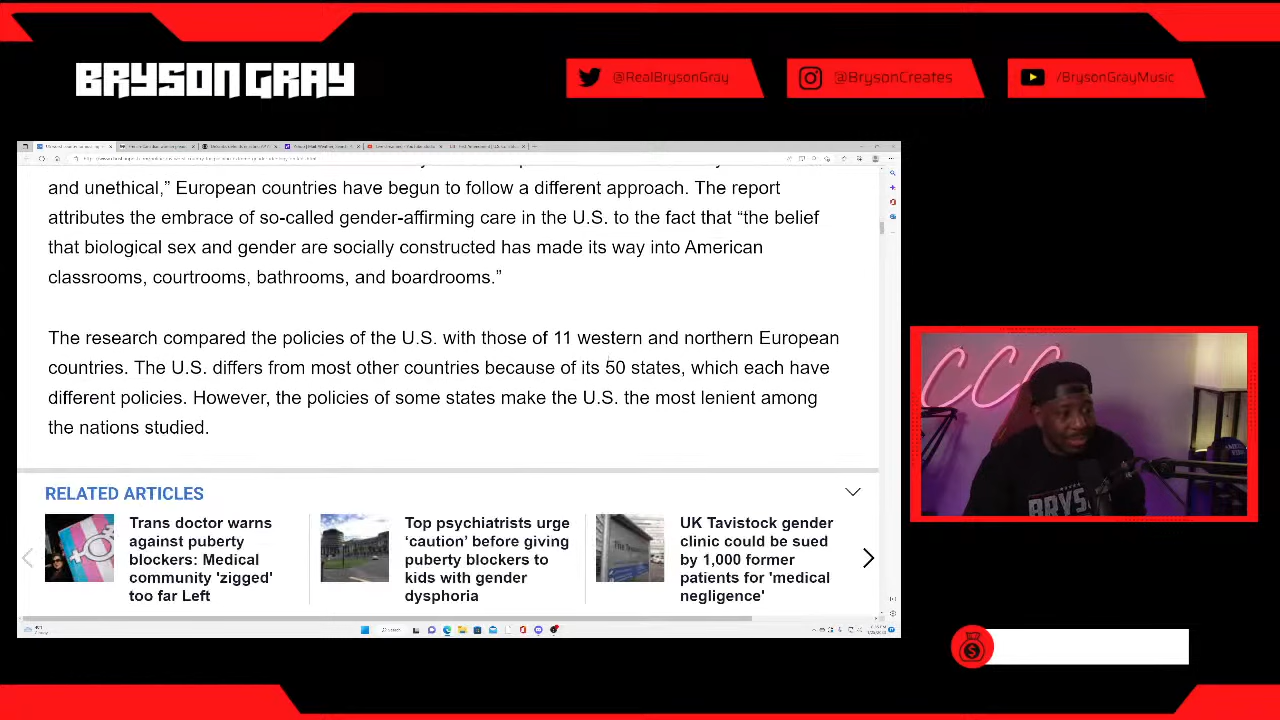 BRYSON GRAY
@RealBrysonGray
@BrysonCreates
/BrysonGrayMusic
and unethical,” European countries have begun to follow a different approach. The report
attributes the embrace of so-called gender-affirming care in the U.S. to the fact that “the belief
that biological sex and gender are socially constructed has made its way into American
classrooms, courtrooms, bathrooms, and boardrooms.”
The research compared the policies of the U.S. with those of 11 western and northern European
countries. The U.S. differs from most other countries because of its 50 states, which each have
different policies. However, the policies of some states make the U.S. the most lenient among
the nations studied.
RELATED ARTICLES
Trans doctor warns
against puberty
blockers: Medical
community 'zigged'
too far Left
Top psychiatrists urge
‘caution’ before giving
puberty blockers to
kids with gender
dysphoria
UK Tavistock gender
clinic could be sued
by 1,000 former
patients for 'medical
negligence'
CCC
BRYS